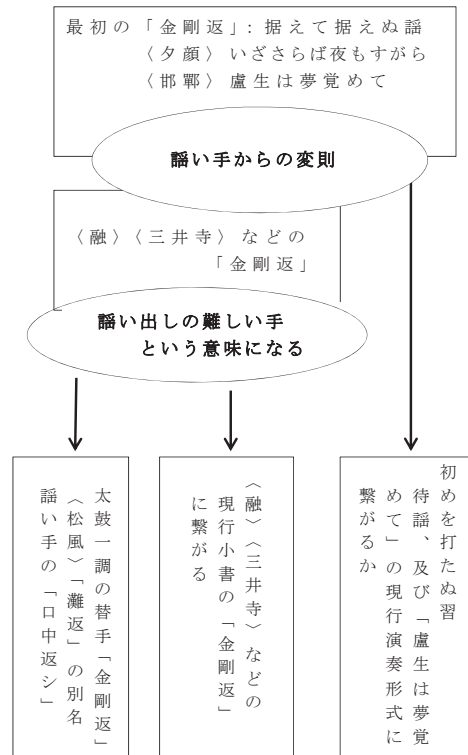 最初の「金剛返」：据えて据えぬ謡
〈夕顔〉いざさらば夜もすがら
〈邯鄲〉盧生は夢覚めて
謡い手からの変則
〈融〉〈三井寺〉などの
「金剛返」
謡い出しの難しい手
という意味になる
初めを打たぬ習
待謡、及び「盧生は夢覚
めて」の現行演奏形式に
繋がるか
〈融〉〈三井寺〉などの
現行小書の「金剛返」
に繋がる
太鼓一調の替手「金剛返」
〈松風〉「灘返」の別名
謡い手の「口中返シ」